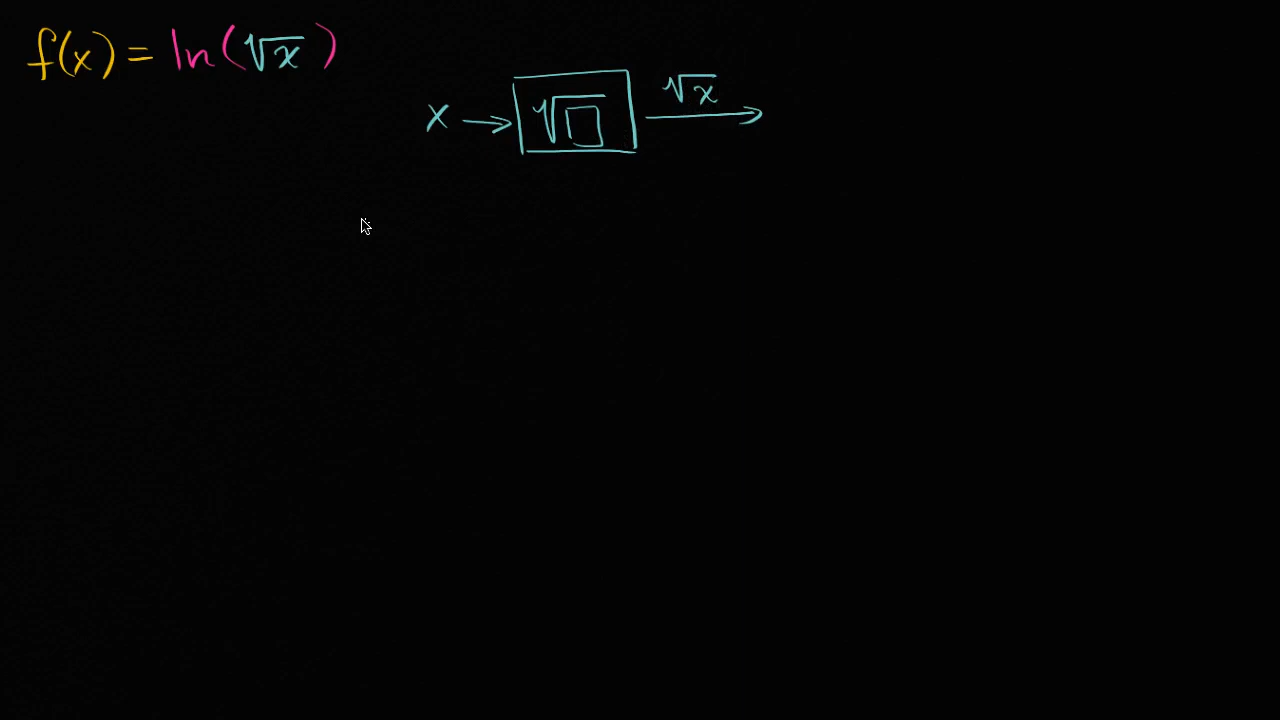 f(x) = ln(√x)
x → √□ √x →